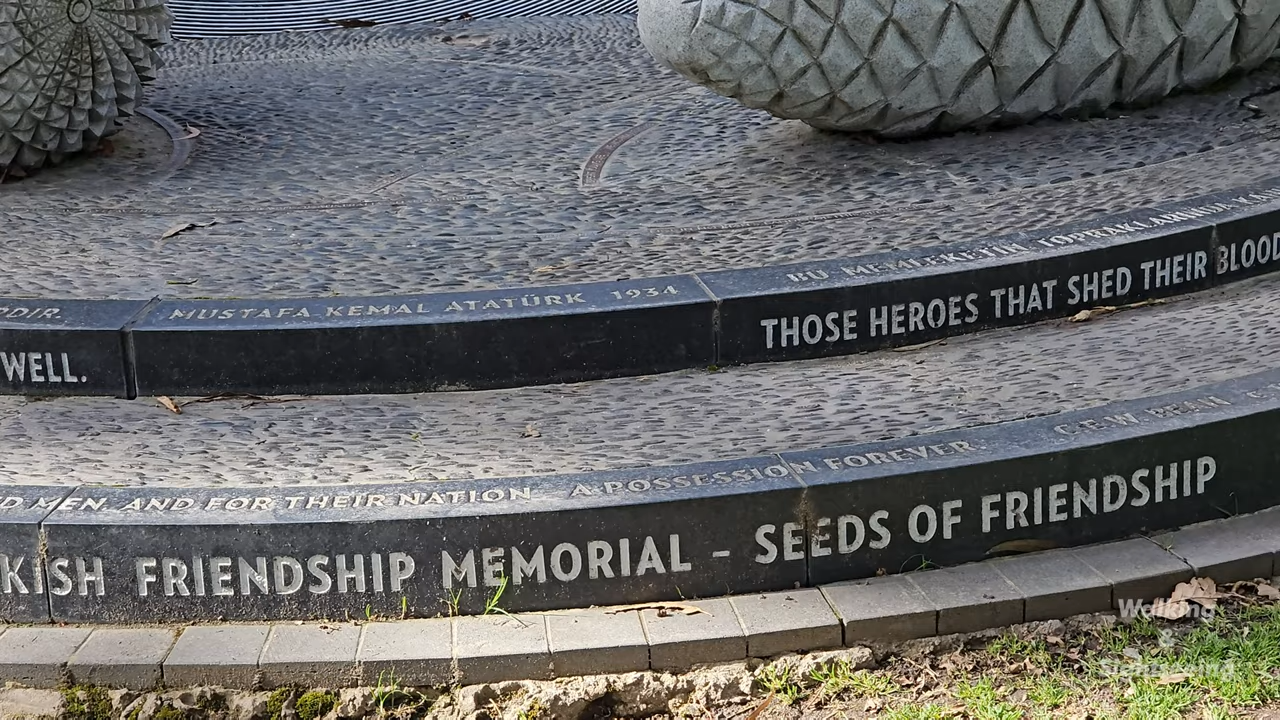 BU MEMLEKETİN TOPRAKLARINDA
DIR. MUSTAFA KEMAL ATATÜRK 1934
THOSE HEROES THAT SHED THEIR BLOOD
WELL.
MEN, AND FOR THEIR NATION A POSSESSION FOREVER C.E.W. BEAN
KISH FRIENDSHIP MEMORIAL – SEEDS OF FRIENDSHIP
Walking
&
Sightseeing